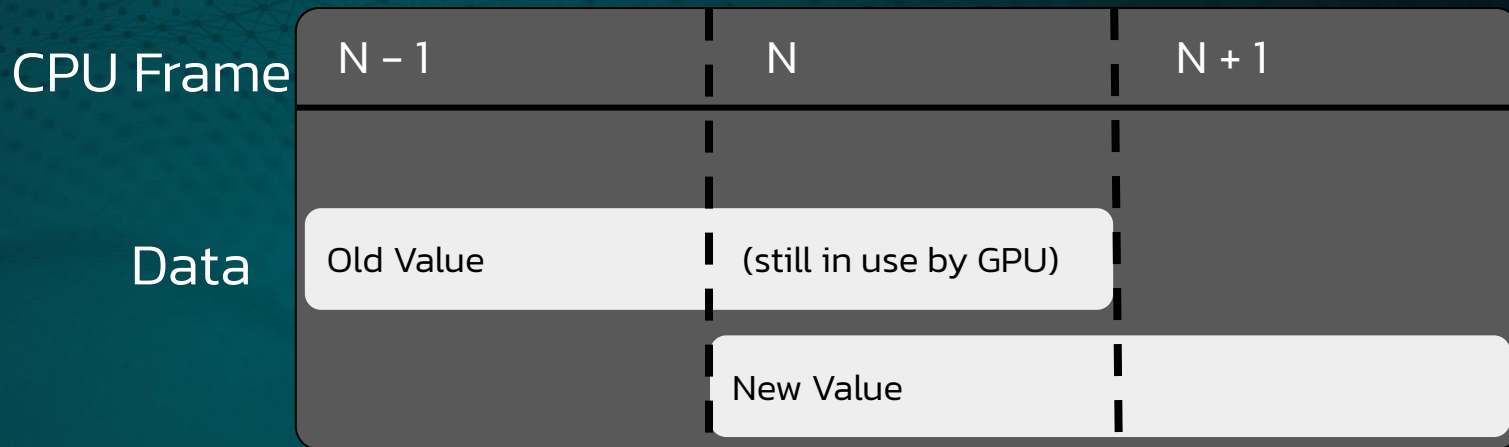 CPU Frame
N – 1
N
N + 1
Data
Old Value
(still in use by GPU)
New Value